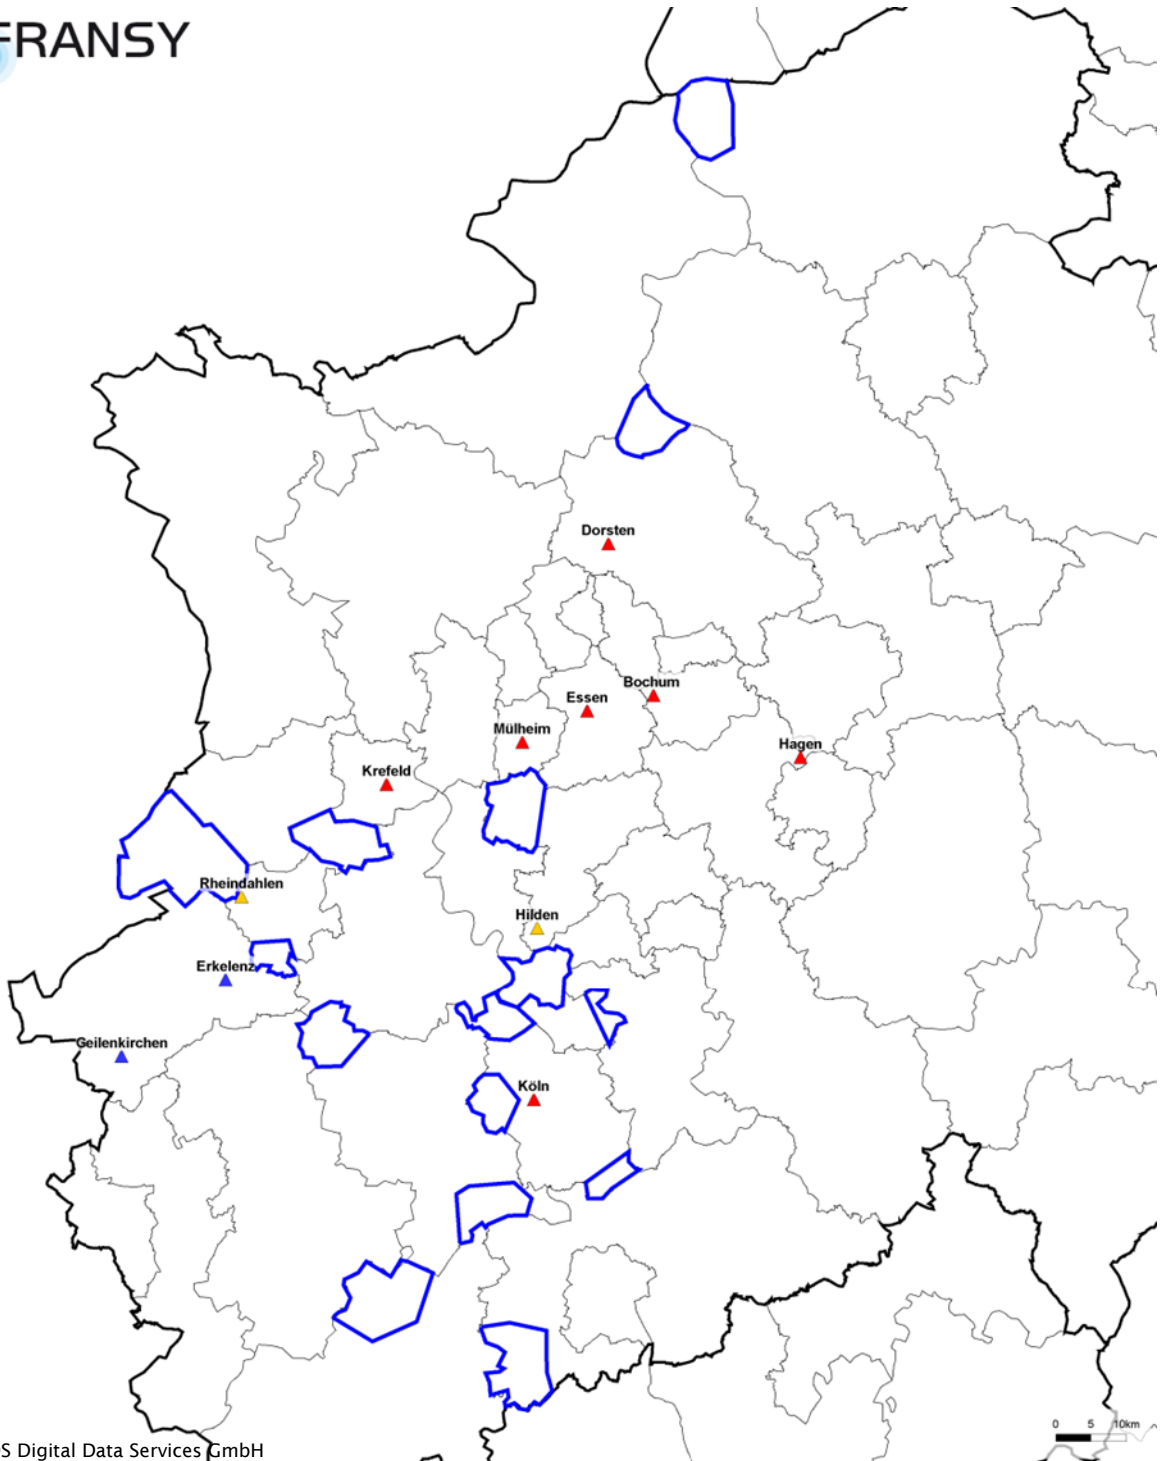 FRANSY
Dorsten
Bochum
Essen
Mülheim
Hagen
Krefeld
Rheindahlen
Hilden
Erkelenz
Geilenkirchen
Köln
0 5 10km
DS Digital Data Services GmbH